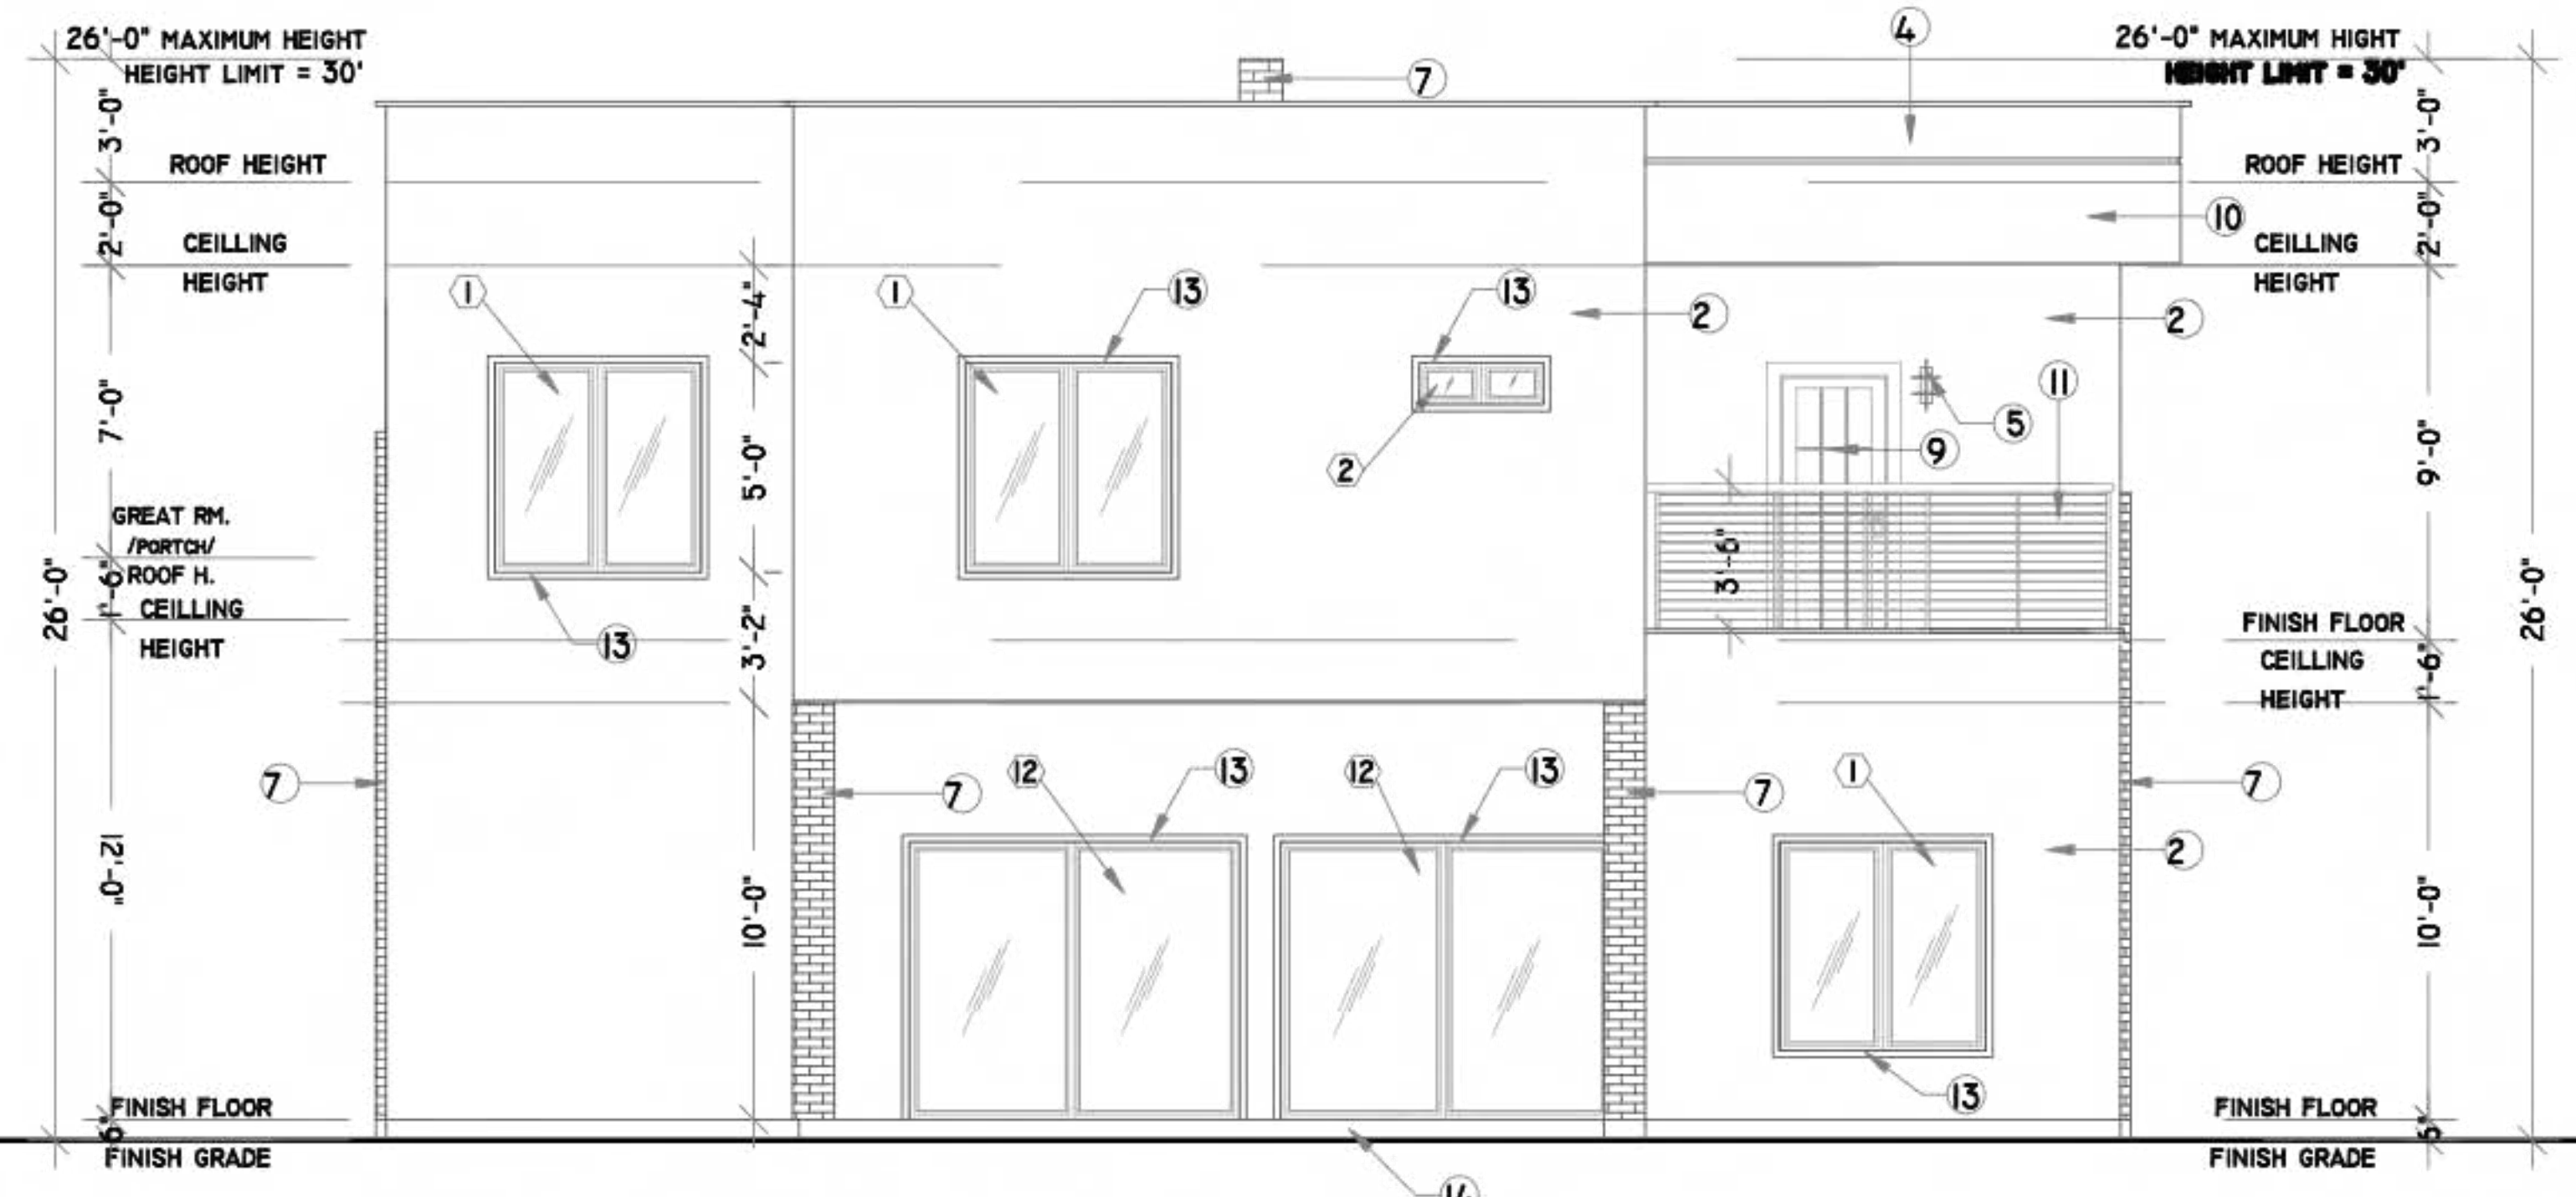 26'-0" MAXIMUM HEIGHT
HEIGHT LIMIT = 30'
3'-0"
ROOF HEIGHT
2'-0"
CEILLING
HEIGHT
7'-0"
GREAT RM.
/PORTCH/
ROOF H.
1'-6"
CEILLING
HEIGHT
26'-0"
12'-0"
7
FINISH FLOOR
6"
FINISH GRADE
1
13
2'-4"
5'-0"
3'-2"
10'-0"
7
1
13
13
2
2
7
12
13
12
13
7
14
4
10
2
5
11
9
3'-6"
1
2
13
7
26'-0" MAXIMUM HIGHT
HEIGHT LIMIT = 30'
3'-0"
ROOF HEIGHT
2'-0"
CEILLING
HEIGHT
9'-0"
26'-0"
FINISH FLOOR
CEILLING
HEIGHT
1'-6"
10'-0"
FINISH FLOOR
6"
FINISH GRADE